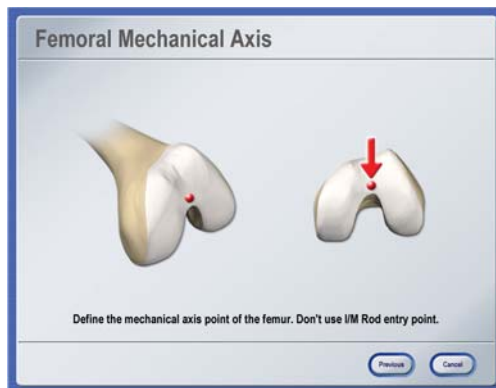 Femoral Mechanical Axis
Define the mechanical axis point of the femur. Don't use I/M Rod entry point.
Previous
Cancel